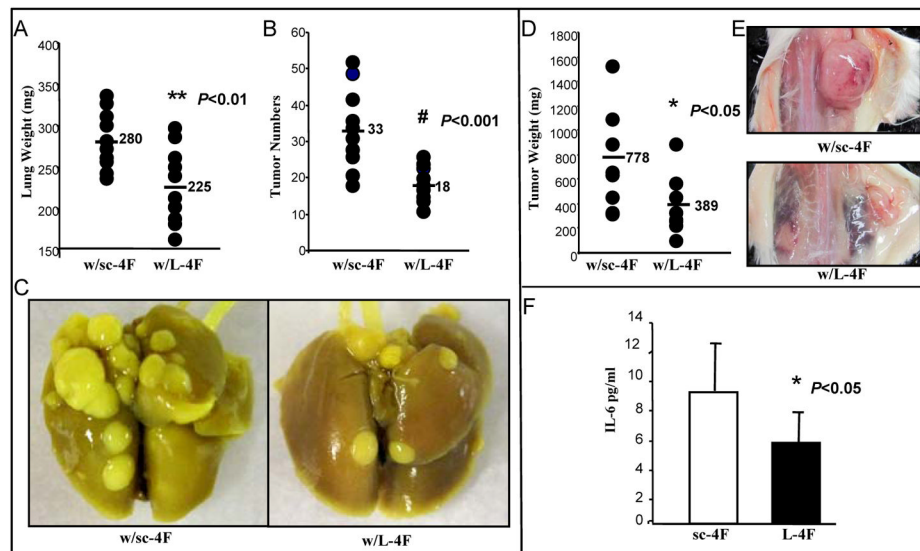 A
Lung Weight (mg)
400
350
300
250
200
150
280
**
P<0.01
225
w/sc-4F
w/L-4F
B
Tumor Numbers
60
50
40
30
20
10
0
33
#
P<0.001
18
w/sc-4F
w/L-4F
C
w/sc-4F
w/L-4F
D
Tumor Weight (mg)
1800
1600
1400
1200
1000
800
600
400
200
0
778
*
P<0.05
389
w/sc-4F
w/L-4F
E
w/sc-4F
w/L-4F
F
IL-6 pg/ml
14
12
10
8
6
4
2
0
*
P<0.05
sc-4F
L-4F